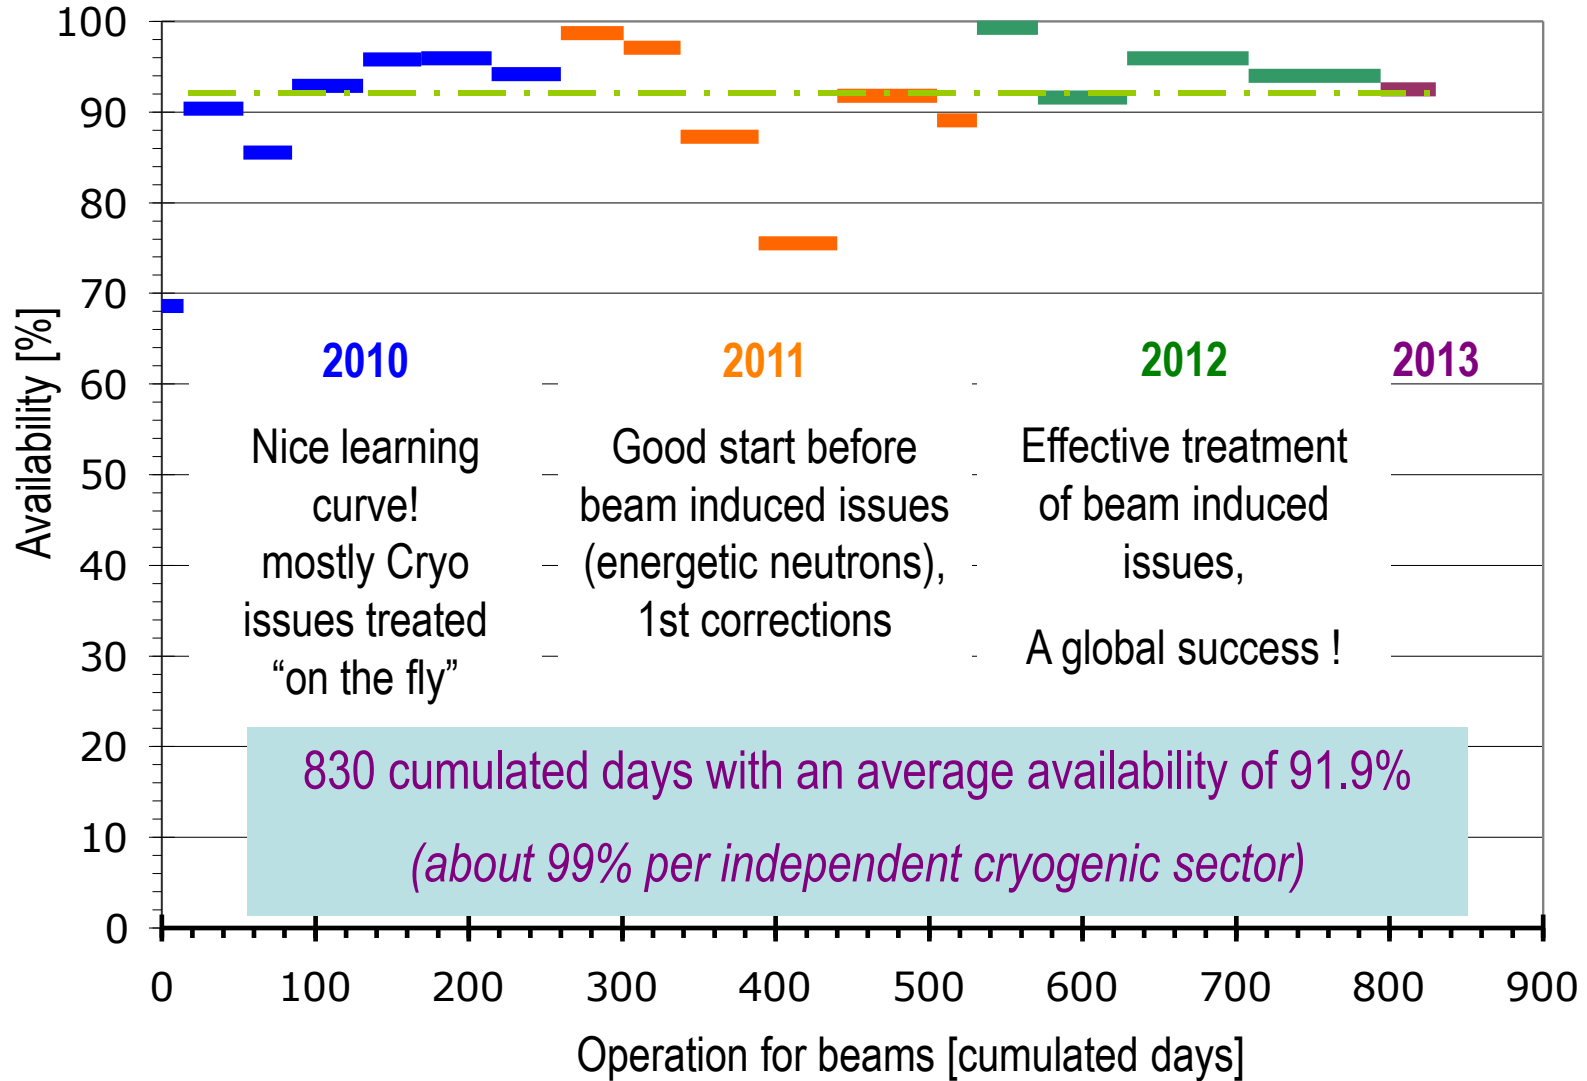 100
90
80
70
60
50
40
30
20
10
0
Availability [%]
2010
Nice learning
curve!
mostly Cryo
issues treated
“on the fly”
2011
Good start before
beam induced issues
(energetic neutrons),
1st corrections
2012
Effective treatment
of beam induced
issues,
A global success !
2013
830 cumulated days with an average availability of 91.9%
(about 99% per independent cryogenic sector)
0 100 200 300 400 500 600 700 800 900
Operation for beams [cumulated days]